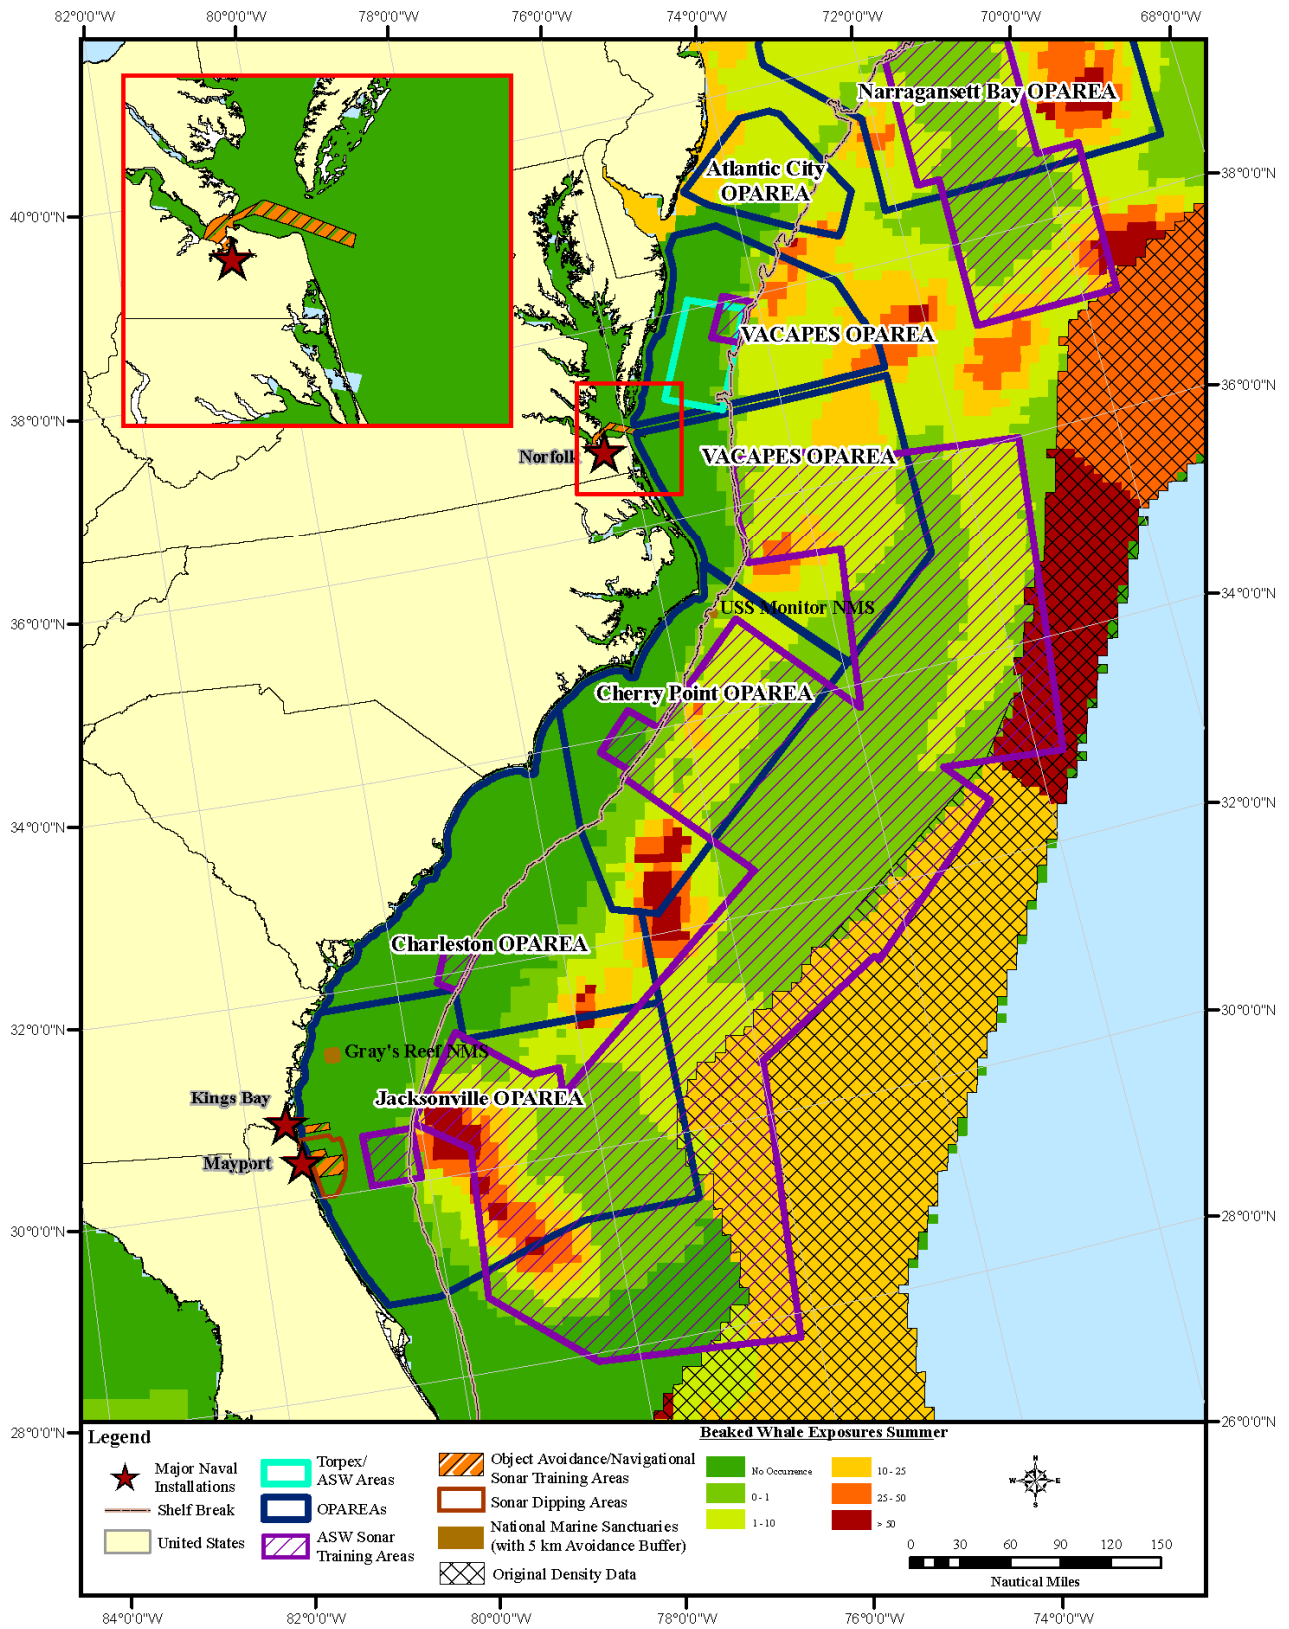 82°0'0"W 80°0'0"W 78°0'0"W 76°0'0"W 74°0'0"W 72°0'0"W 70°0'0"W 68°0'0"W
Narragansett Bay OPAREA
Atlantic City
OPAREA
38°0'0"N
40°0'0"N
VACAPES OPAREA
36°0'0"N
38°0'0"N
Norfolk
VACAPES OPAREA
34°0'0"N
USS Monitor NMS
36°0'0"N
Cherry Point OPAREA
32°0'0"N
34°0'0"N
Charleston OPAREA
30°0'0"N
32°0'0"N
Gray's Reef NMS
Kings Bay
Jacksonville OPAREA
Mayport
28°0'0"N
30°0'0"N
26°0'0"N
28°0'0"N
Legend
Major Naval
Installations
Shelf Break
United States
Torpex/
ASW Areas
OPAREAs
ASW Sonar
Training Areas
Object Avoidance/Navigational
Sonar Training Areas
Sonar Dipping Areas
National Marine Sanctuaries
(with 5 km Avoidance Buffer)
Original Density Data
Beaked Whale Exposures Summer
No Occurrence
0 - 1
1 - 10
10 - 25
25 - 50
> 50
N
W E
S
0 30 60 90 120 150
Nautical Miles
84°0'0"W 82°0'0"W 80°0'0"W 78°0'0"W 76°0'0"W 74°0'0"W